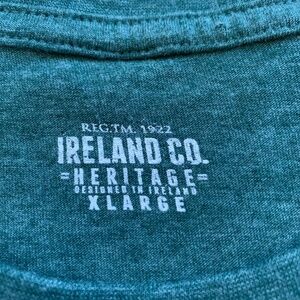 REG.TM. 1922
IRELAND CO.
=HERITAGE=
DESIGNED IN IRELAND
XLARGE